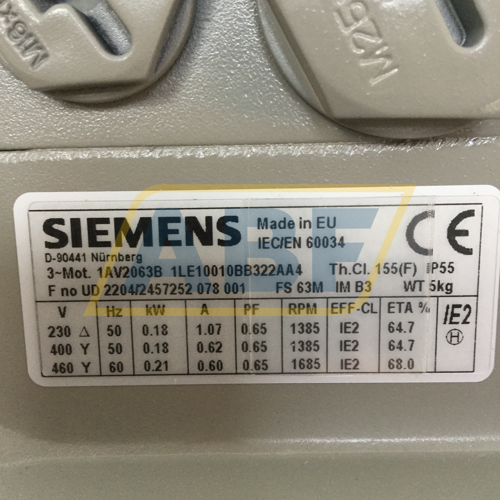 M16x1
M25
SIEMENS Made in EU
D-90441 Nürnberg IEC/EN 60034
CE
3~Mot. 1AV2063B 1LE10010BB322AA4 Th.Cl. 155(F) IP55
F no UD 2204/2457252 078 001 FS 63M IM B3 WT 5kg
V Hz kW A PF RPM EFF-CL ETA % IE2
230 Δ 50 0.18 1.07 0.65 1385 IE2 64.7 H
400 Y 50 0.18 0.62 0.65 1385 IE2 64.7
460 Y 60 0.21 0.60 0.65 1685 IE2 68.0
ABF